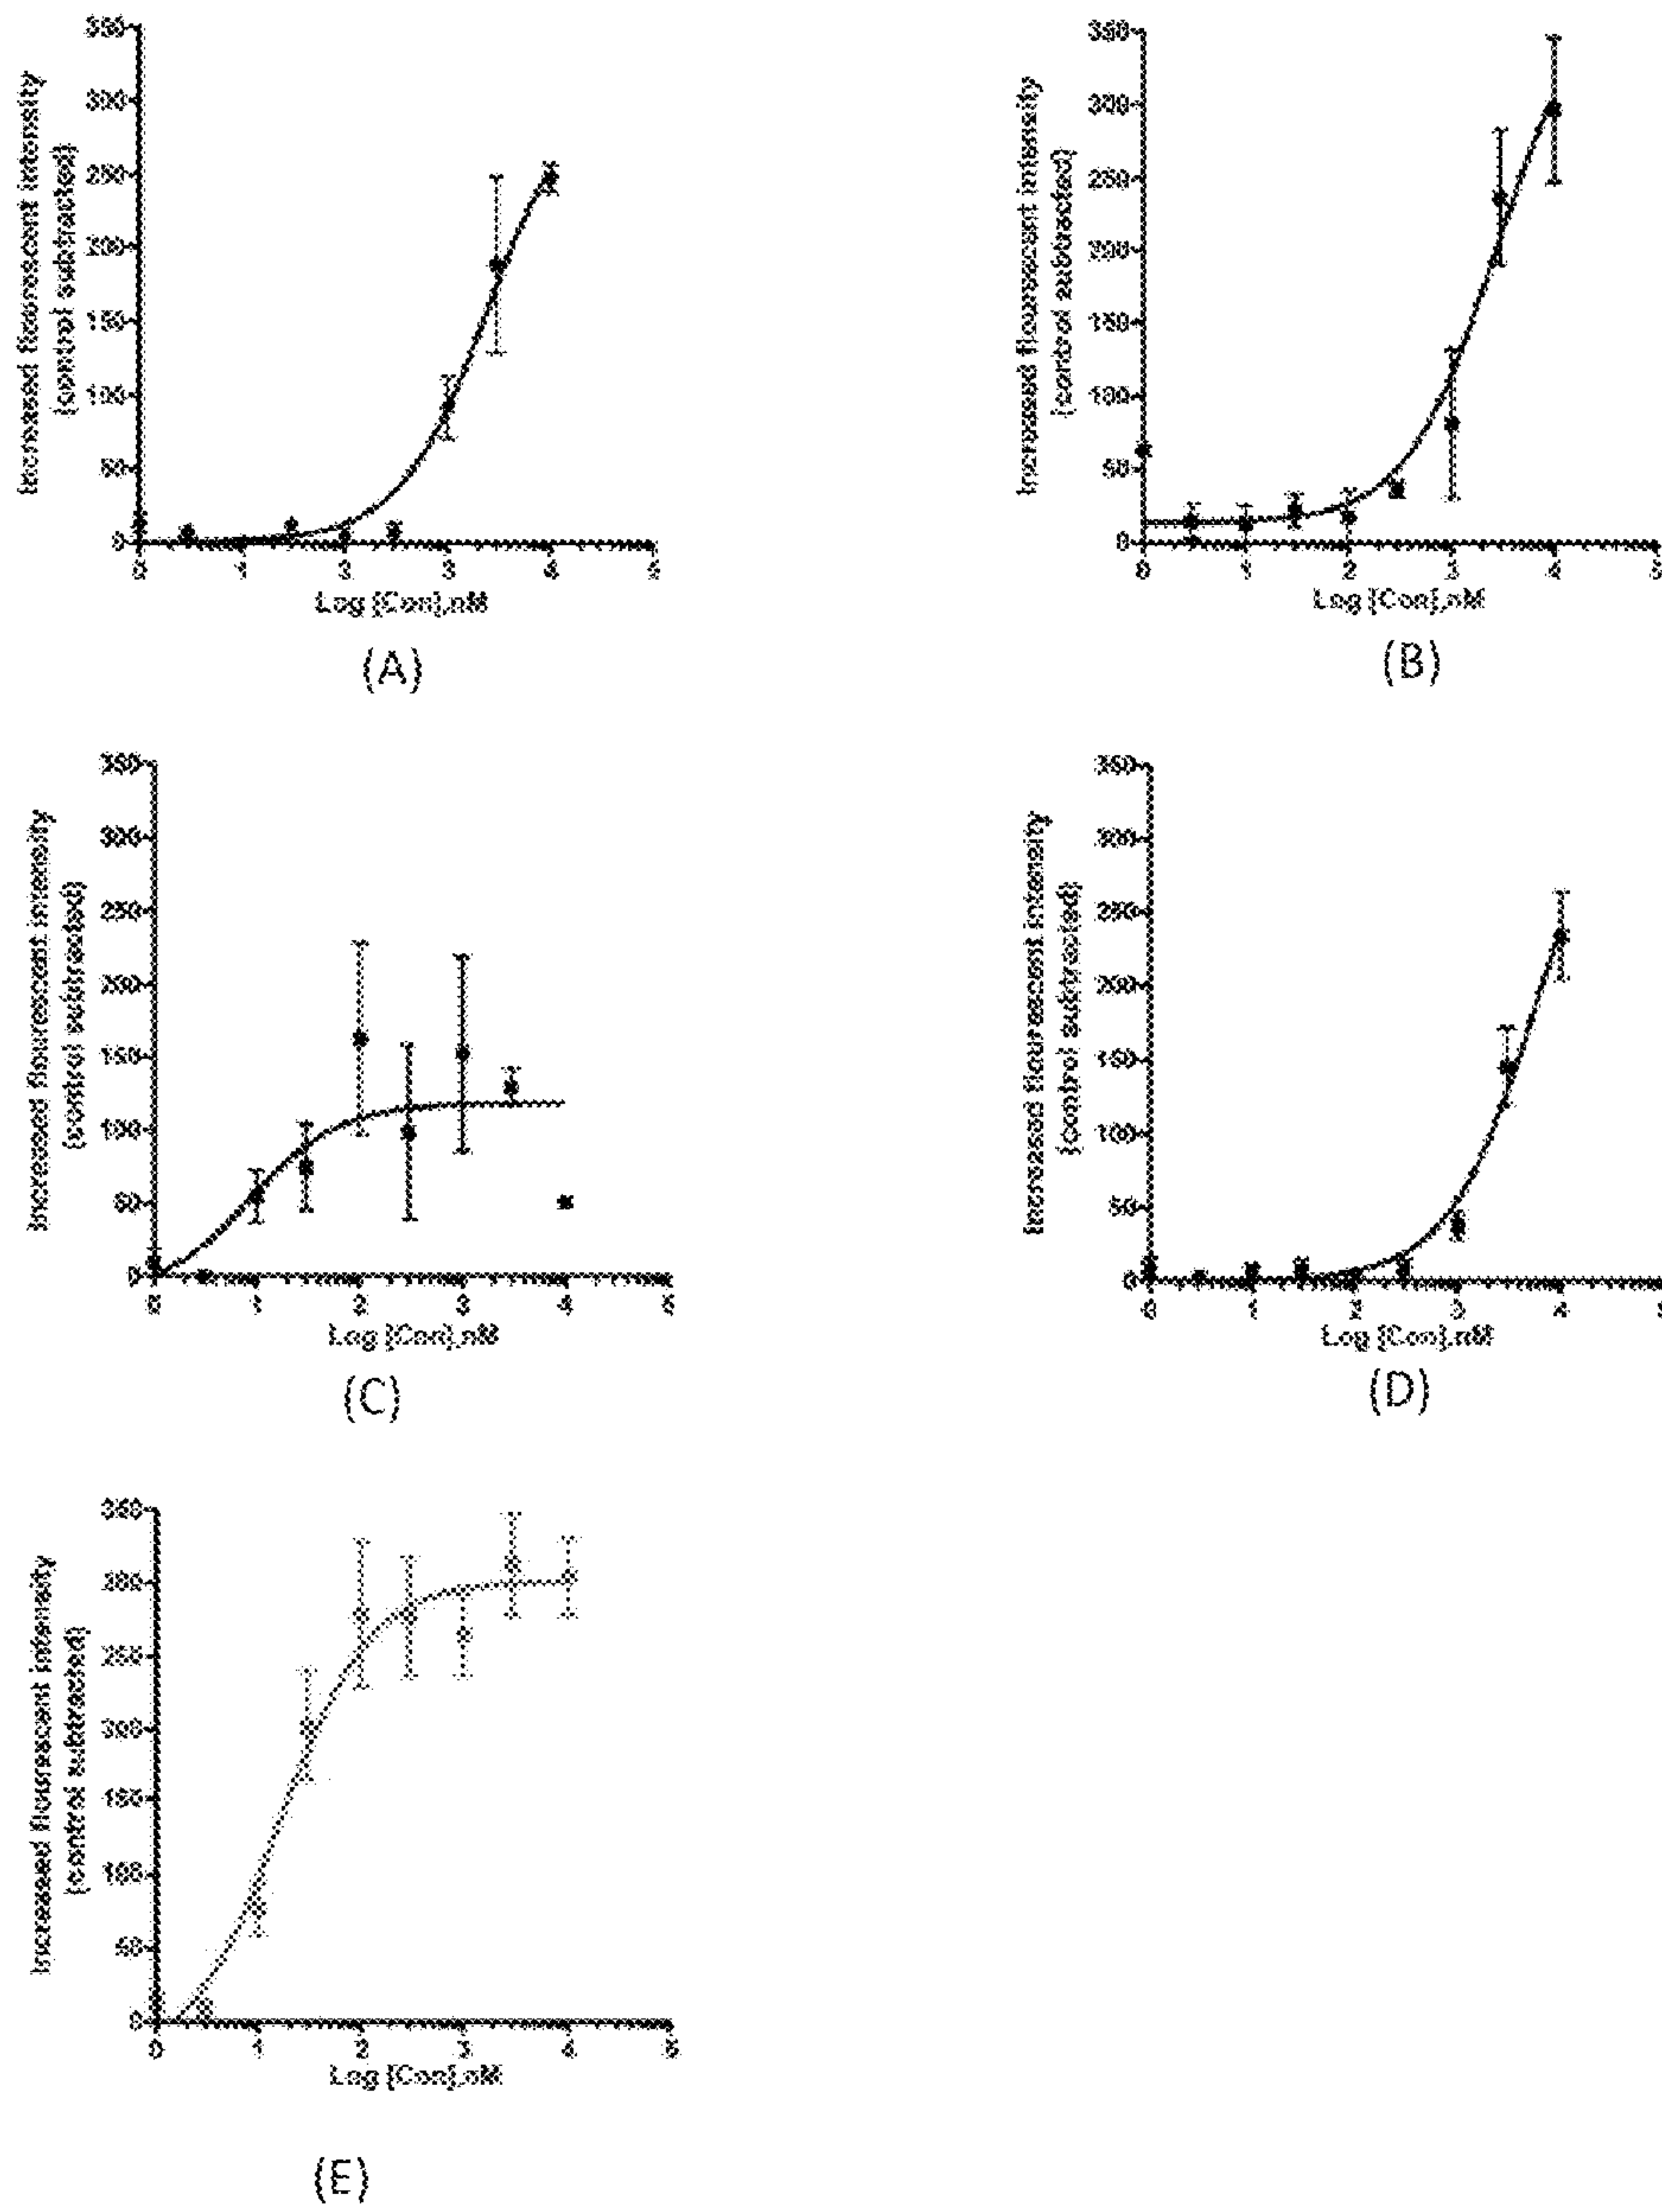 Increased flourescent intensity
(control subtracted)
350
300
250
200
150
100
50
0
0 1 2 3 4 5
Log [Con],nM
(A)
Increased flourescent intensity
(control subtracted)
350
300
250
200
150
100
50
0
0 1 2 3 4 5
Log [Con],nM
(B)
Increased flourescent intensity
(control subtracted)
350
300
250
200
150
100
50
0
0 1 2 3 4 5
Log [Con],nM
(C)
Increased flourescent intensity
(control subtracted)
350
300
250
200
150
100
50
0
0 1 2 3 4 5
Log [Con],nM
(D)
Increased flourescent intensity
(control subtracted)
350
300
250
200
150
100
50
0
0 1 2 3 4 5
Log [Con],nM
(E)